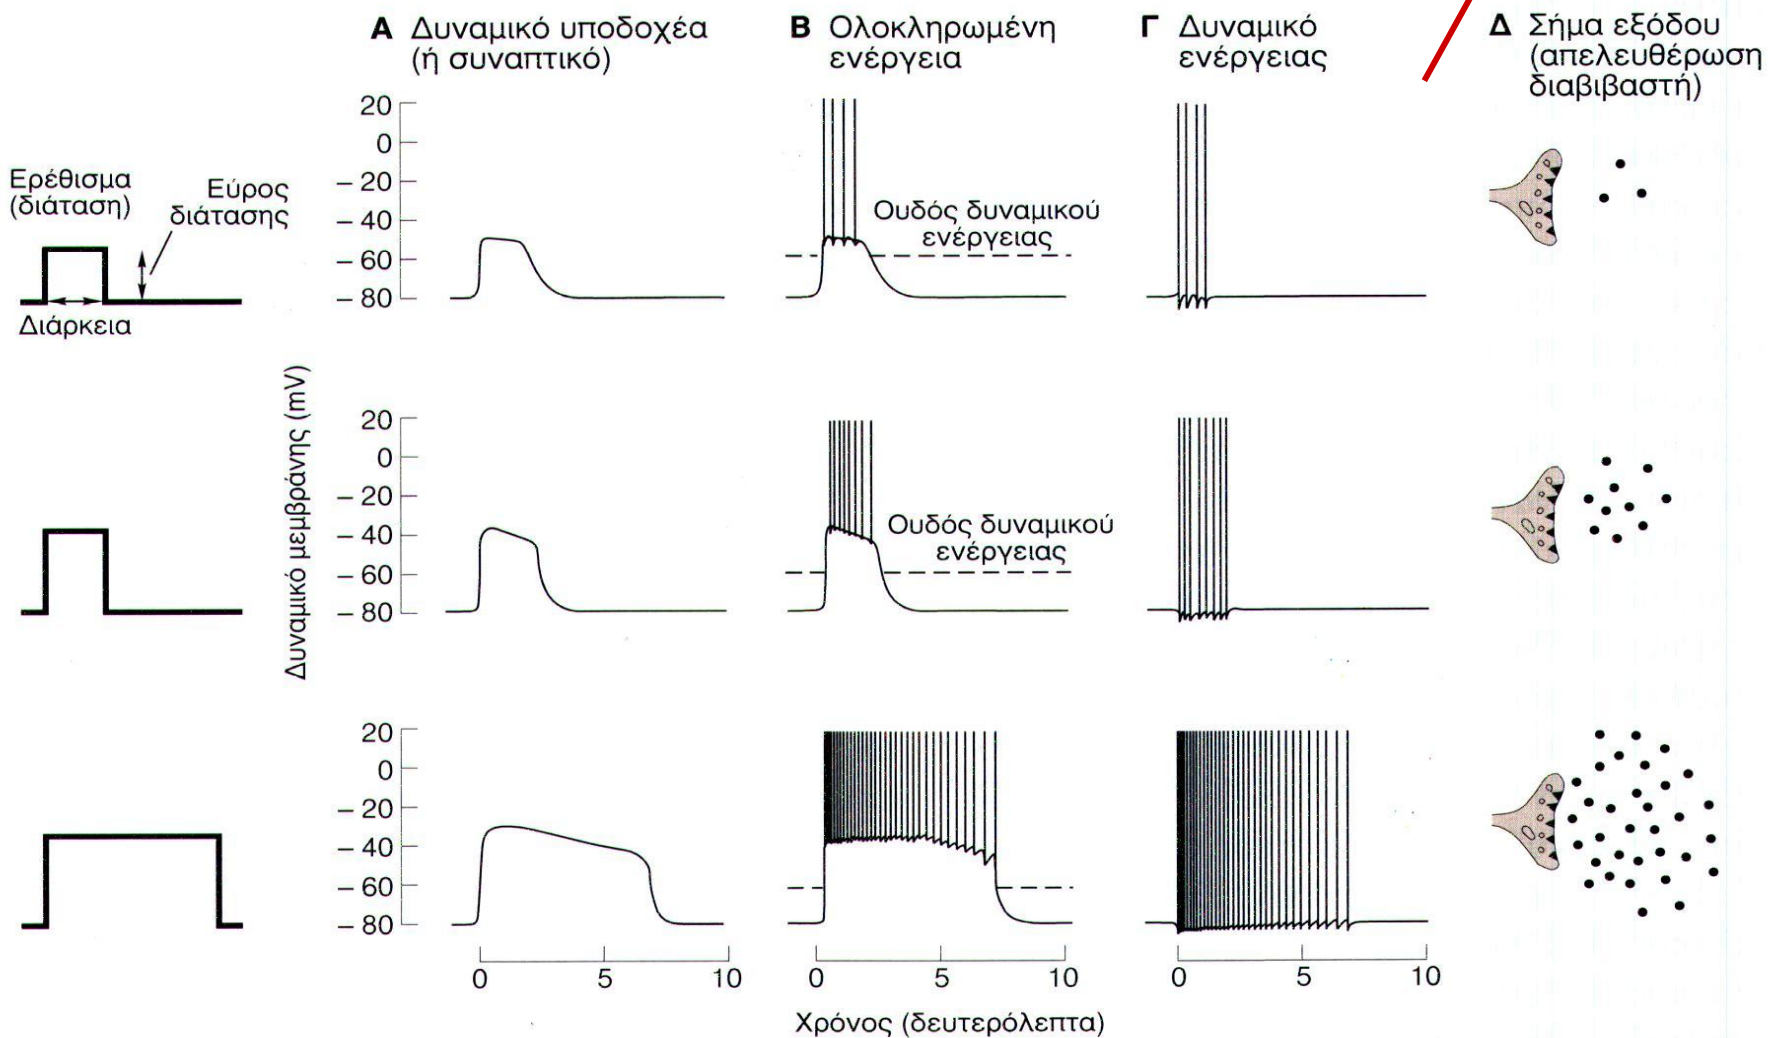 Α Δυναμικό υποδοχέα
(ή συναπτικό)
Β Ολοκληρωμένη
ενέργεια
Γ Δυναμικό
ενέργειας
Δ Σήμα εξόδου
(απελευθέρωση
διαβιβαστή)
Ερέθισμα
(διάταση)
Εύρος
διάτασης
Διάρκεια
20
0
– 20
– 40
– 60
– 80
Ουδός δυναμικού
ενέργειας
Δυναμικό μεμβράνης (mV)
20
0
– 20
– 40
– 60
– 80
Ουδός δυναμικού
ενέργειας
20
0
– 20
– 40
– 60
– 80
0 5 10
0 5 10
0 5 10
Χρόνος (δευτερόλεπτα)